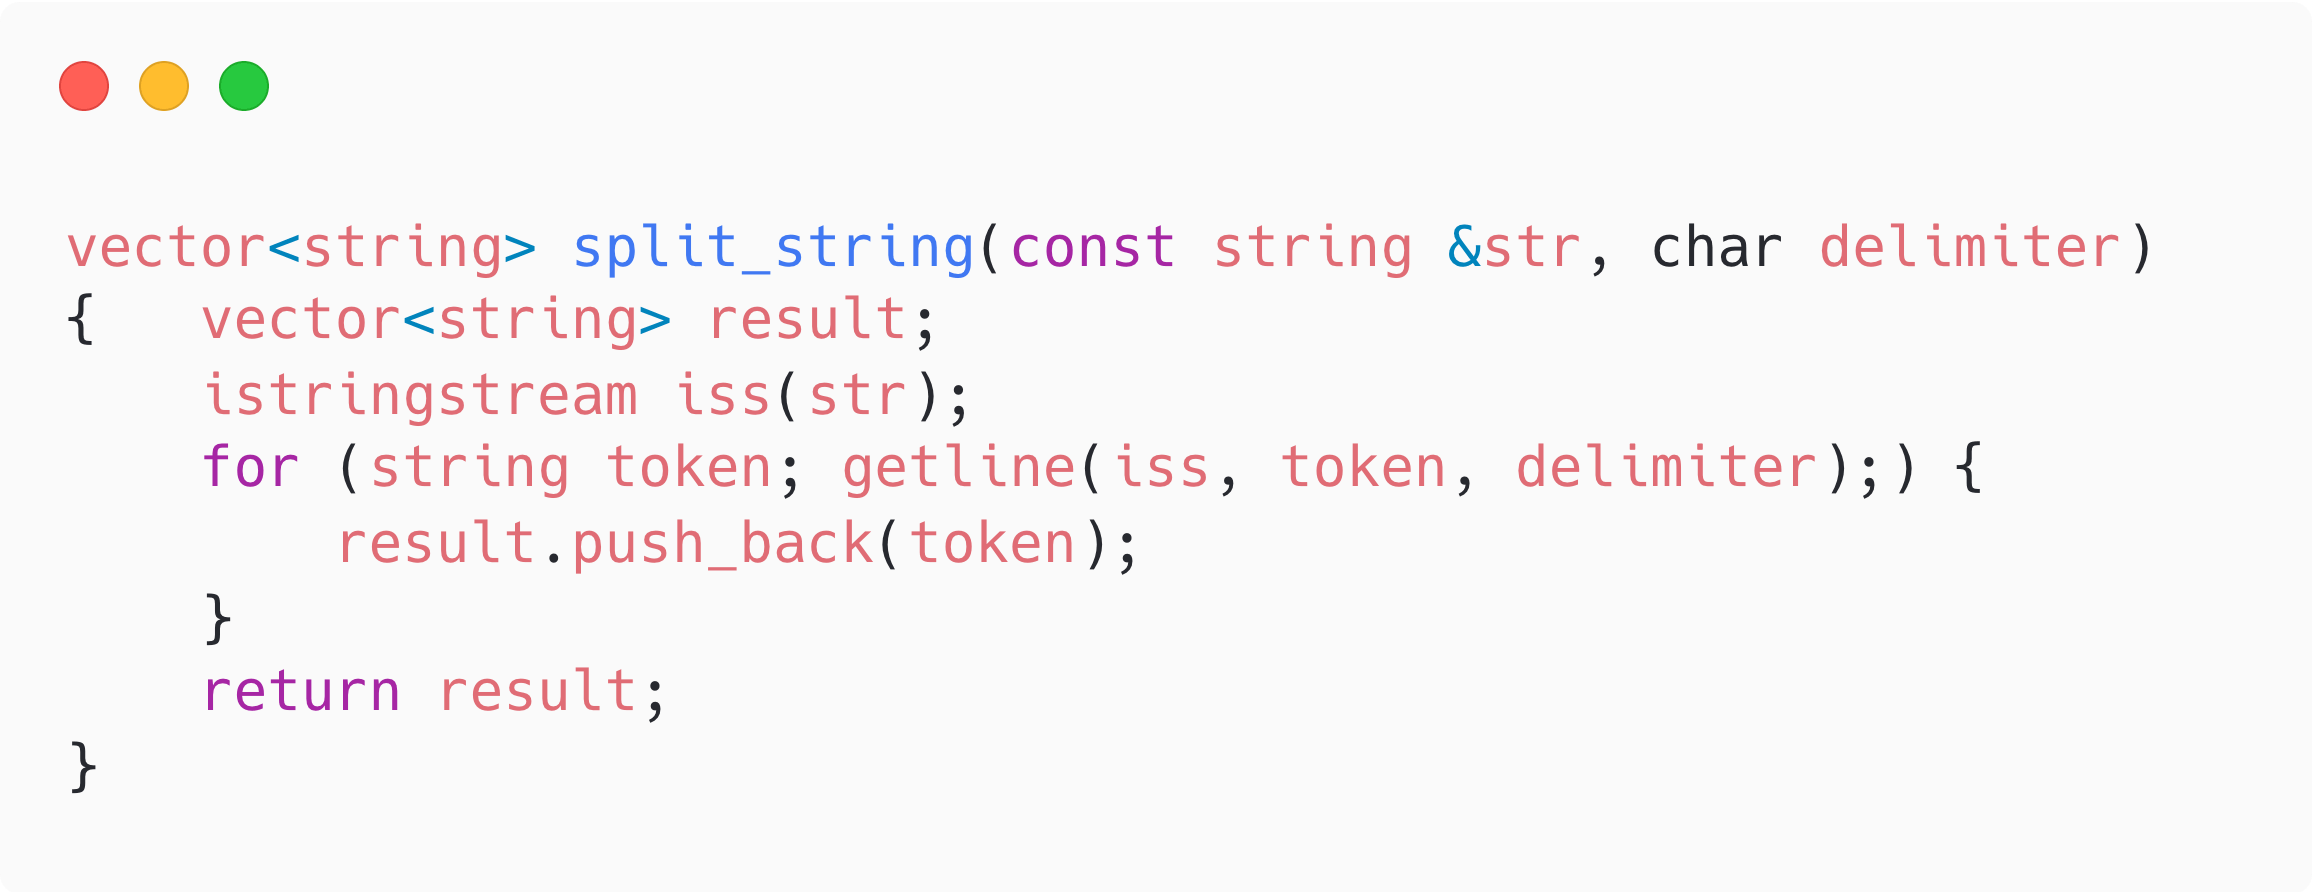 vector<string> split_string(const string &str, char delimiter)
{   vector<string> result;
    istringstream iss(str);
    for (string token; getline(iss, token, delimiter);) {
        result.push_back(token);
    }
    return result;
}